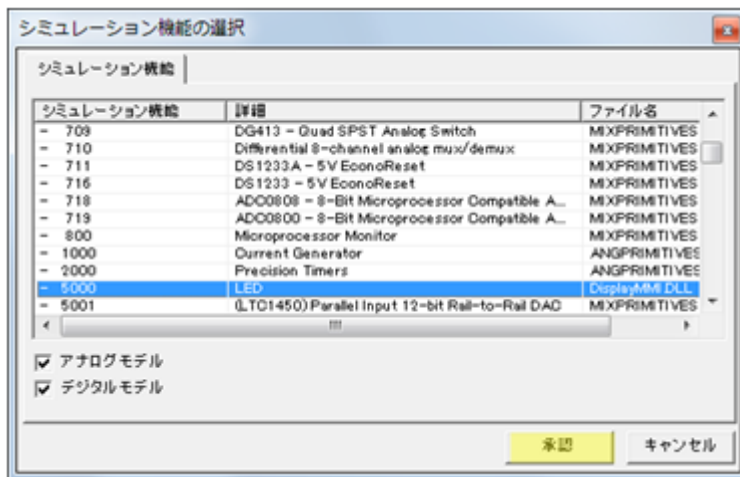 シミュレーション機能の選択
シミュレーション機能
シミュレーション機能 詳細 ファイル名
- 709 DG413 - Quad SPST Analog Switch MIXPRIMITIVES
- 710 Differential 8-channel analog mux/demux MIXPRIMITIVES
- 711 DS1233A - 5V EconoReset MIXPRIMITIVES
- 716 DS1233 - 5V EconoReset MIXPRIMITIVES
- 718 ADC0808 - 8-Bit Microprocessor Compatible A... MIXPRIMITIVES
- 719 ADC0800 - 8-Bit Microprocessor Compatible A... MIXPRIMITIVES
- 800 Microprocessor Monitor MIXPRIMITIVES
- 1000 Current Generator ANGPRIMITIVES
- 2000 Precision Timers ANGPRIMITIVES
- 5000 LED DisplayMMI.DLL
- 5001 (LTC1450) Parallel Input 12-bit Rail-to-Rail DAC MIXPRIMITIVES
アナログモデル
デジタルモデル
承認 キャンセル